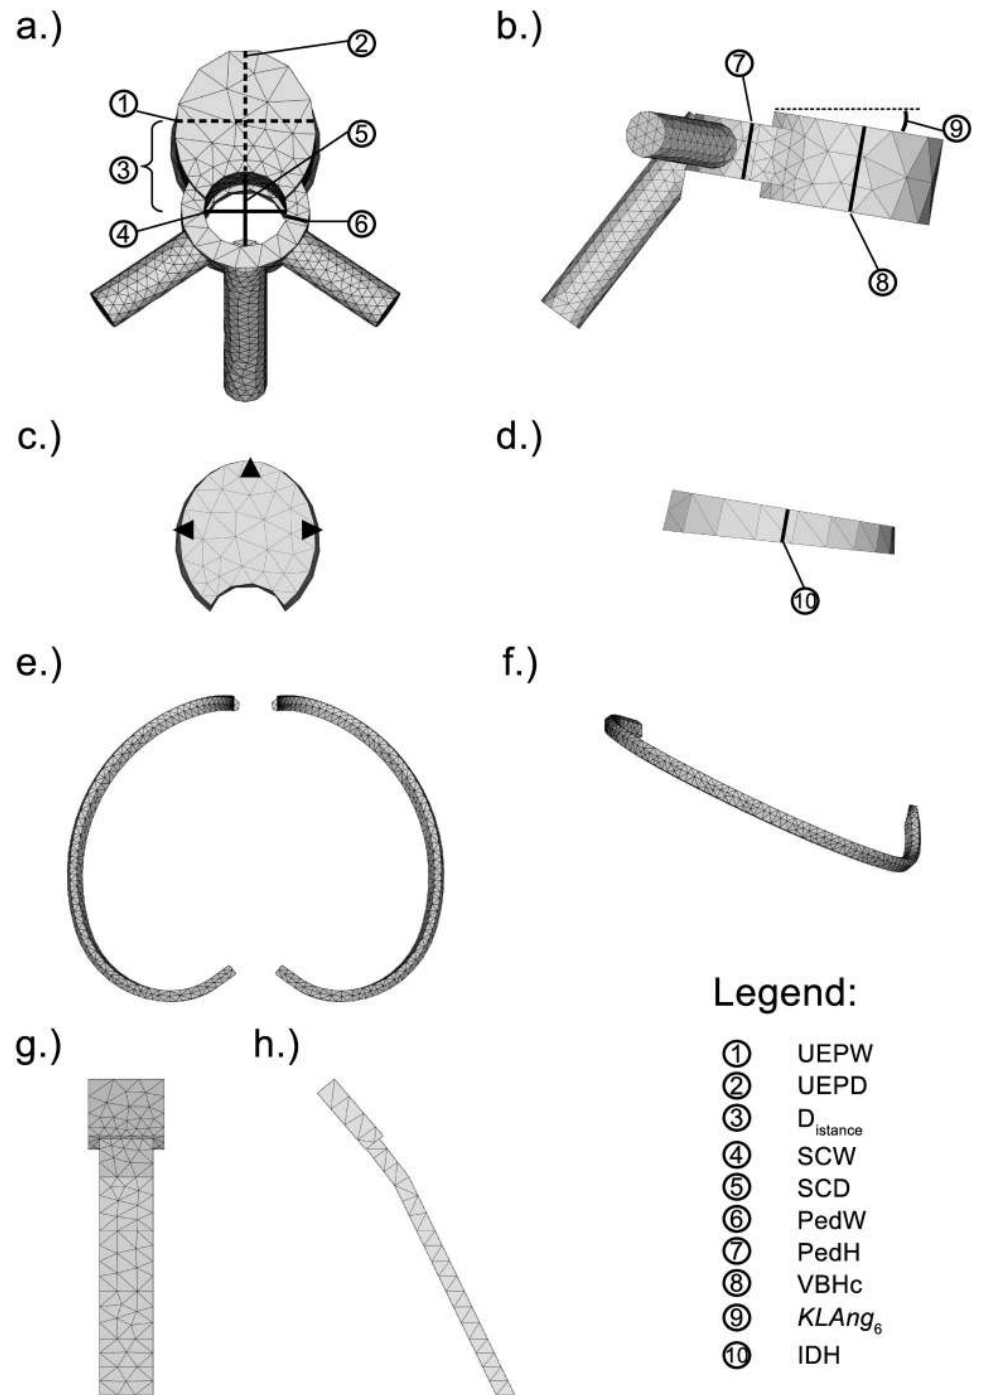 a.)
b.)
②
⑦
①
⑤
⑨
③
④
⑥
⑧
c.)
d.)
⑩
e.)
f.)
Legend:
① UEPW
② UEPD
③ Distance
④ SCW
⑤ SCD
⑥ PedW
⑦ PedH
⑧ VBHc
⑨ KLAng6
⑩ IDH
g.)
h.)